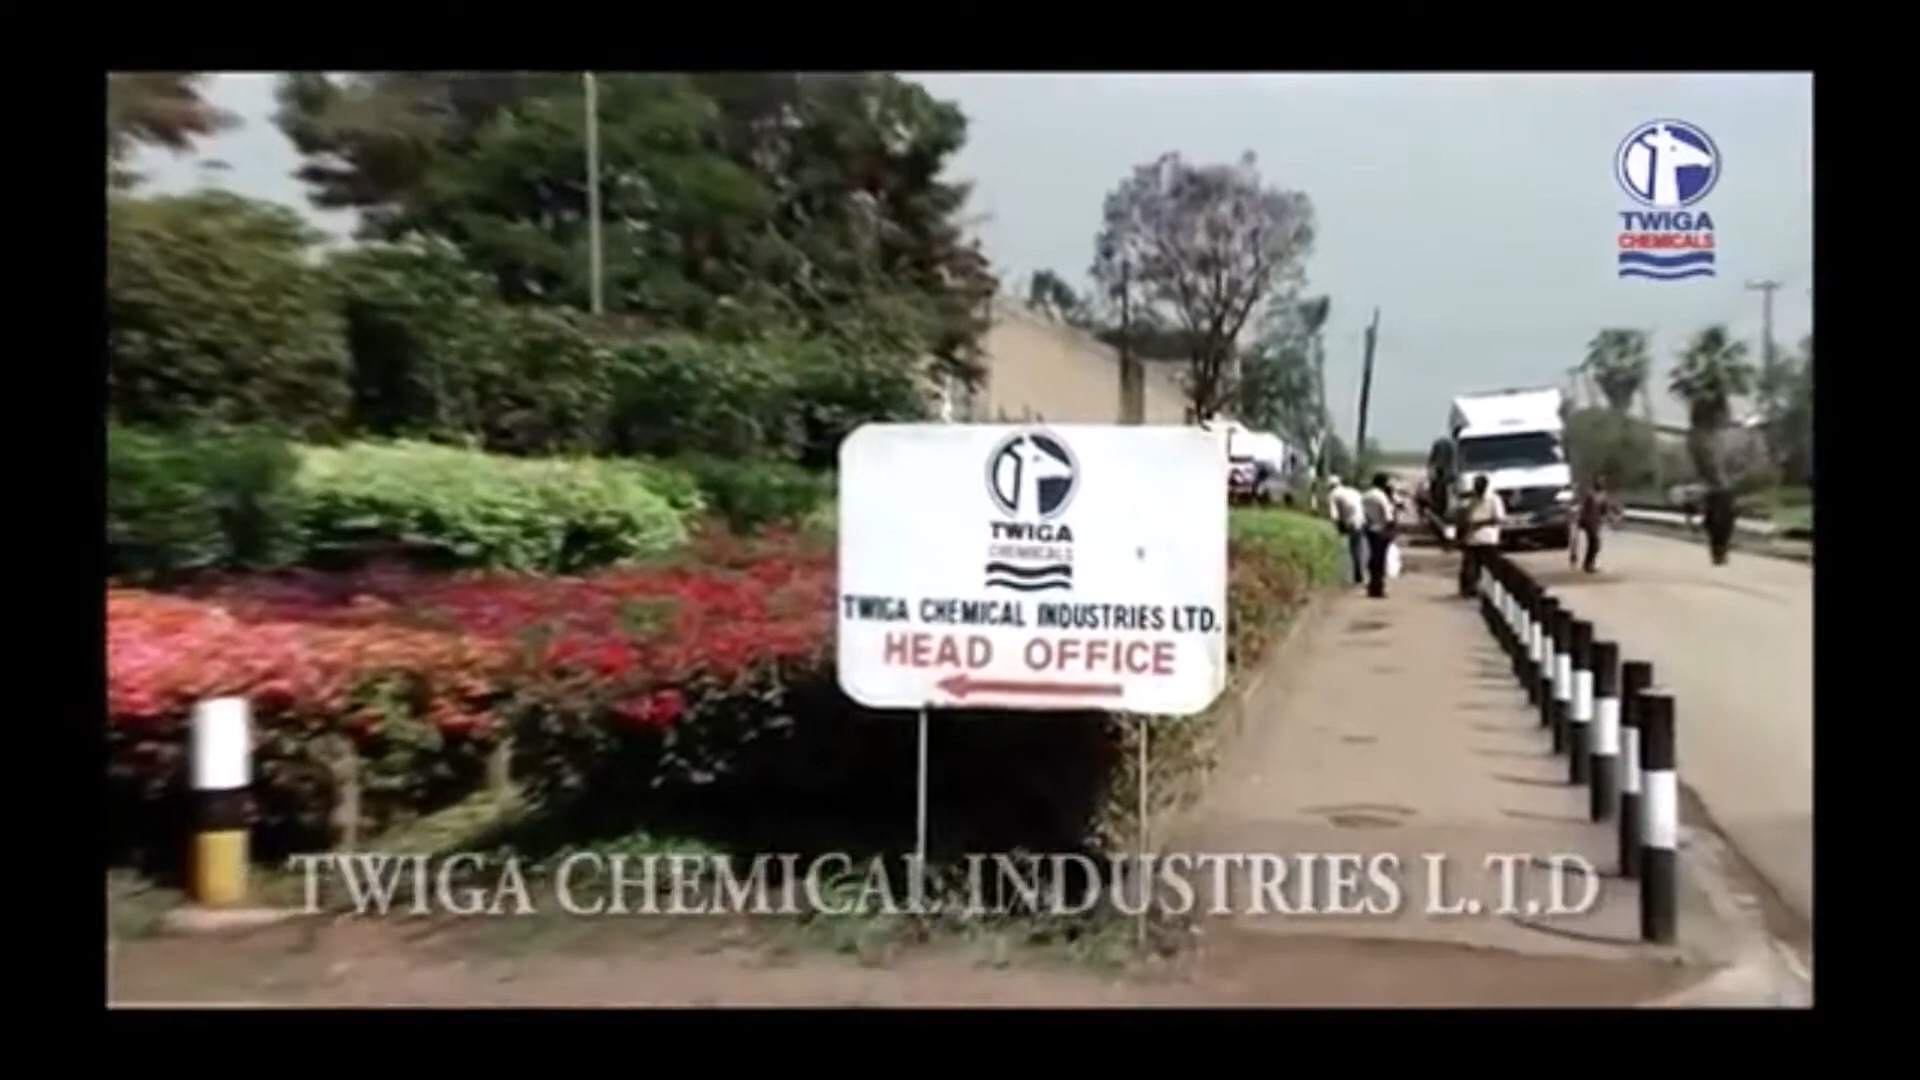 TWIGA
CHEMICALS
TWIGA
CHEMICALS
TWIGA CHEMICAL INDUSTRIES LTD.
HEAD OFFICE
TWIGA CHEMICAL INDUSTRIES L.T.D